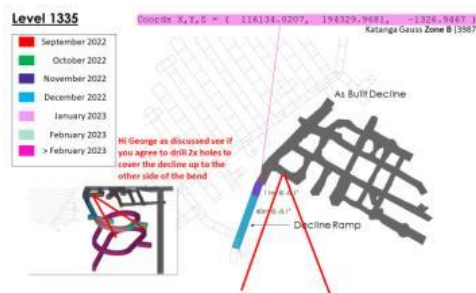 Level 1335
Coords X,Y,Z = ( 116134.0207, 194329.9681, -1326.9467
Katanga Gauss Zone B (3987
September 2022
October 2022
November 2022
December 2022
January 2023
February 2023
> February 2023
As Built Decline
Hi George as discussed see if
you agree to drill 2x holes to
cover the decline up to the
other side of the bend
Decline Ramp